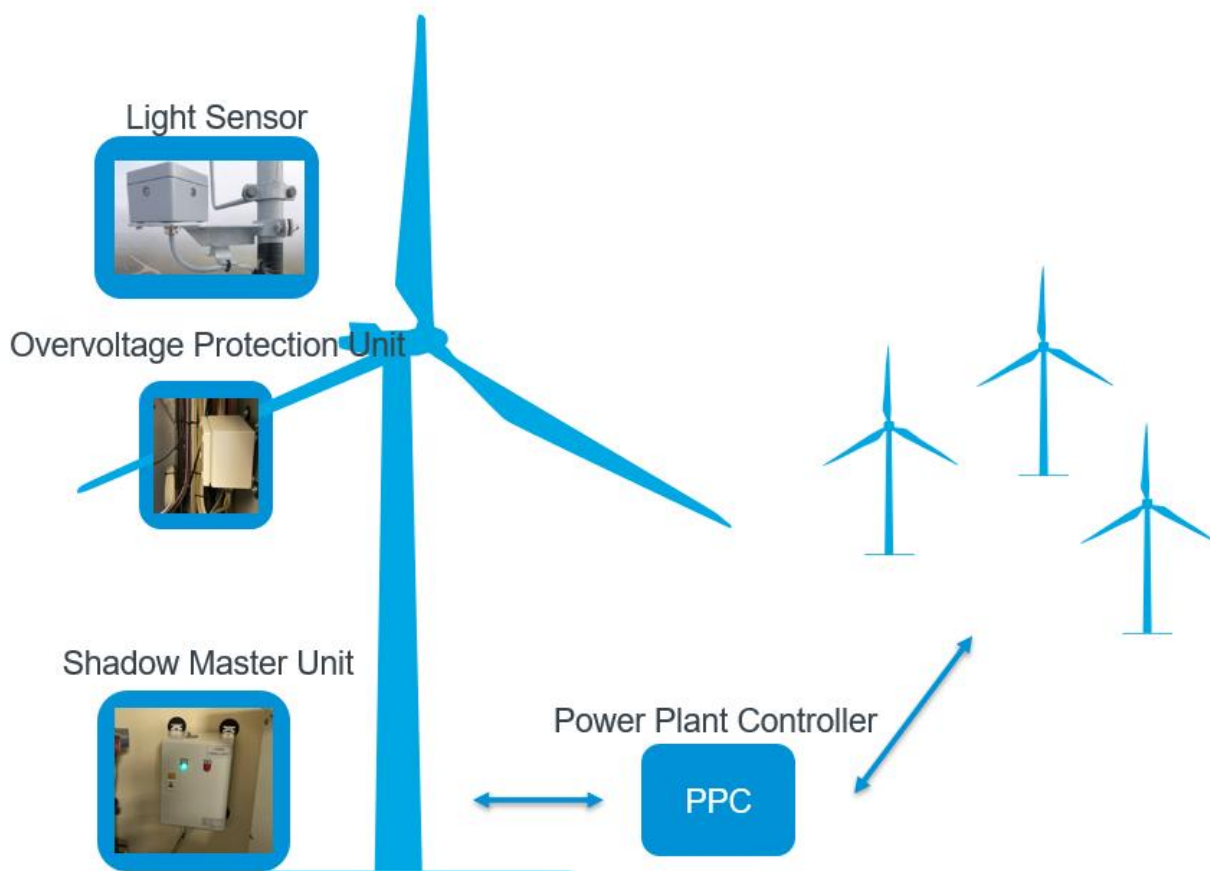 Light Sensor
Overvoltage Protection Unit
Shadow Master Unit
Power Plant Controller
PPC